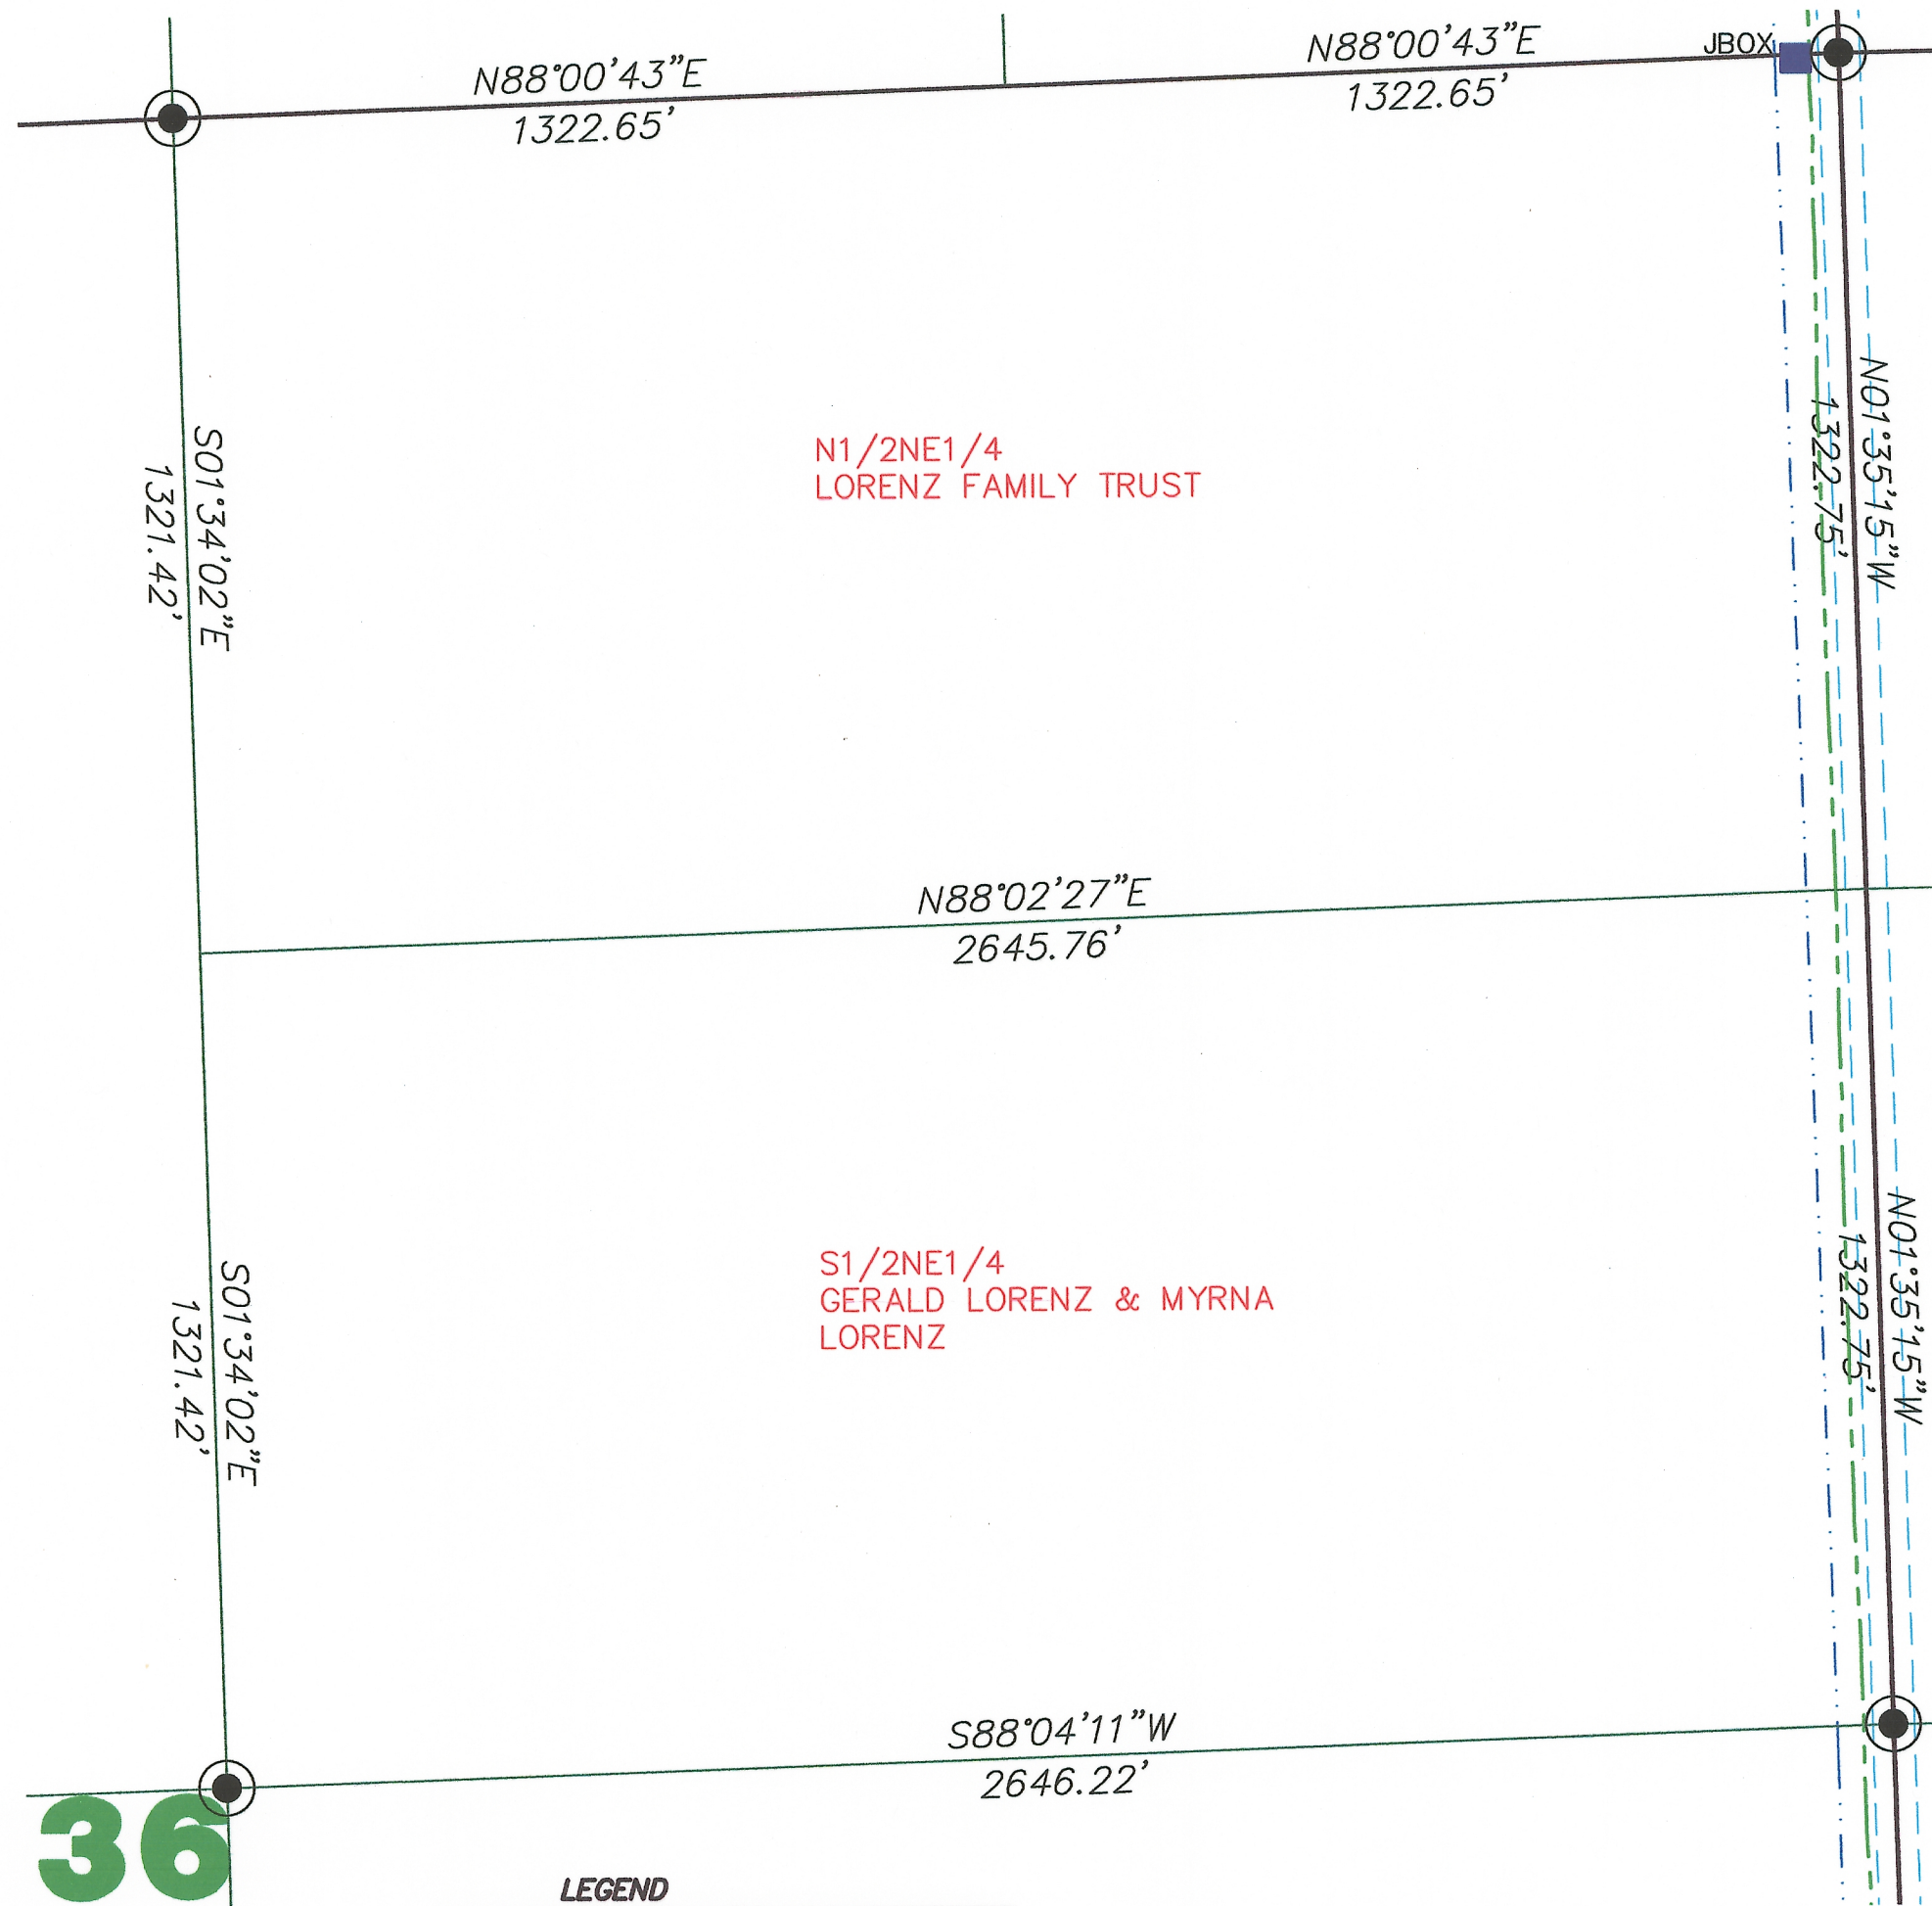 N88°00'43"E
1322.65'
N88°00'43"E
1322.65'
JBOX
S01°34'02"E
1321.42'
N1/2NE1/4
LORENZ FAMILY TRUST
N01°35'15"W
1322.75'
N88°02'27"E
2645.76'
S01°34'02"E
1321.42'
S1/2NE1/4
GERALD LORENZ & MYRNA
LORENZ
N01°35'15"W
1322.75'
S88°04'11"W
2646.22'
36
LEGEND